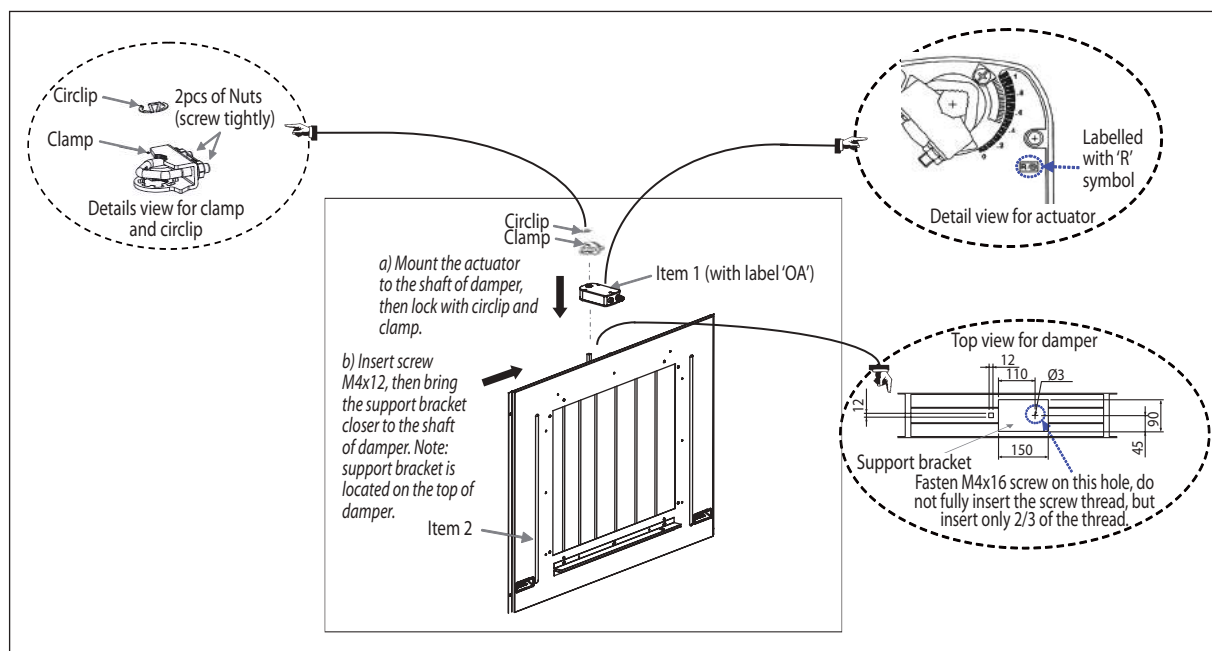 Circlip
2pcs of Nuts
(screw tightly)
Clamp
Details view for clamp
and circlip
Labelled
with ‘R’
symbol
Detail view for actuator
Circlip
Clamp
a) Mount the actuator
to the shaft of damper,
then lock with circlip and
clamp.
Item 1 (with label ‘OA’)
b) Insert screw
M4x12, then bring
the support bracket
closer to the shaft
of damper. Note:
support bracket is
located on the top of
damper.
Item 2
Top view for damper
12
110
Ø3
12
90
45
150
Support bracket
Fasten M4x16 screw on this hole, do
not fully insert the screw thread, but
insert only 2/3 of the thread.